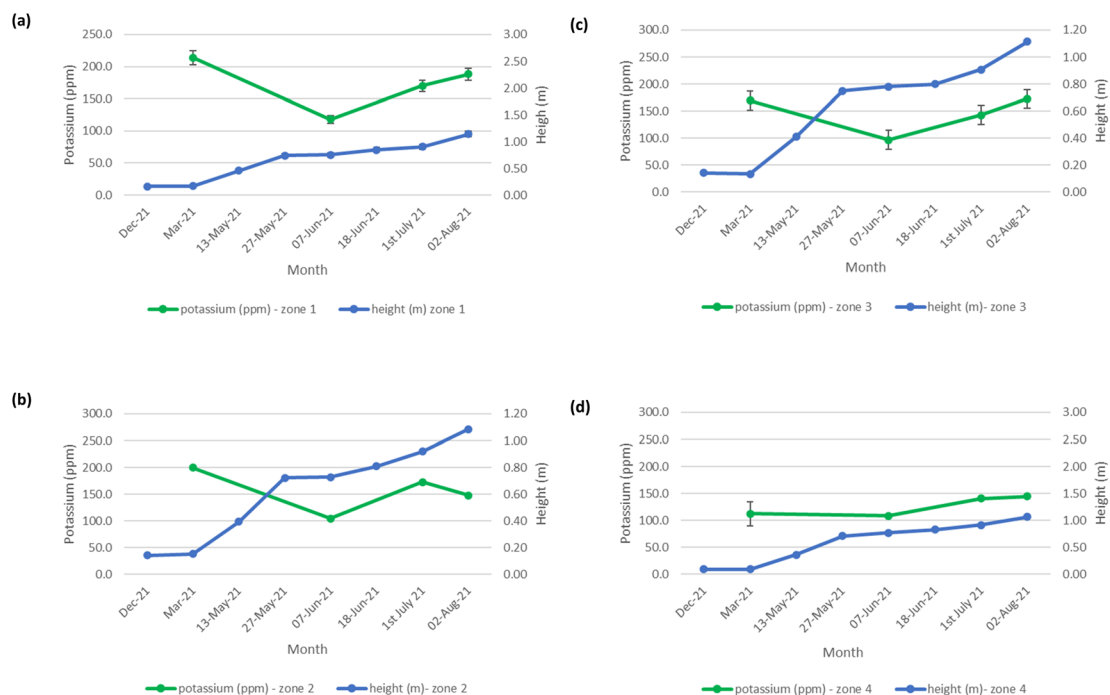 (a)
250.0
200.0
150.0
100.0
50.0
0.0
Potassium (ppm)
3.00
2.50
2.00
1.50
1.00
0.50
0.00
Heigh (m)
Dec-21
Mar-21
13-May-21
27-May-21
07-Jun-21
18-Jun-21
1st July 21
02-Aug-21
Month
potassium (ppm) - zone 1
height (m) zone 1
(c)
300.0
250.0
200.0
150.0
100.0
50.0
0.0
Potassium (ppm)
1.20
1.00
0.80
0.60
0.40
0.20
0.00
Height (m)
Dec-21
Mar-21
13-May-21
27-May-21
07-Jun-21
18-Jun-21
1st July 21
02-Aug-21
Month
potassium (ppm) - zone 3
height (m)- zone 3
(b)
300.0
250.0
200.0
150.0
100.0
50.0
0.0
Potassium (ppm)
1.20
1.00
0.80
0.60
0.40
0.20
0.00
Height (m)
Dec-21
Mar-21
13-May-21
27-May-21
07-Jun-21
18-Jun-21
1st July 21
02-Aug-21
Month
potassium (ppm) - zone 2
height (m)- zone 2
(d)
300.0
250.0
200.0
150.0
100.0
50.0
0.0
Potassium (ppm)
3.00
2.50
2.00
1.50
1.00
0.50
0.00
Height (m)
Dec-21
Mar-21
13-May-21
27-May-21
07-Jun-21
18-Jun-21
1st July 21
02-Aug-21
Month
potassium (ppm) - zone 4
height (m)- zone 4